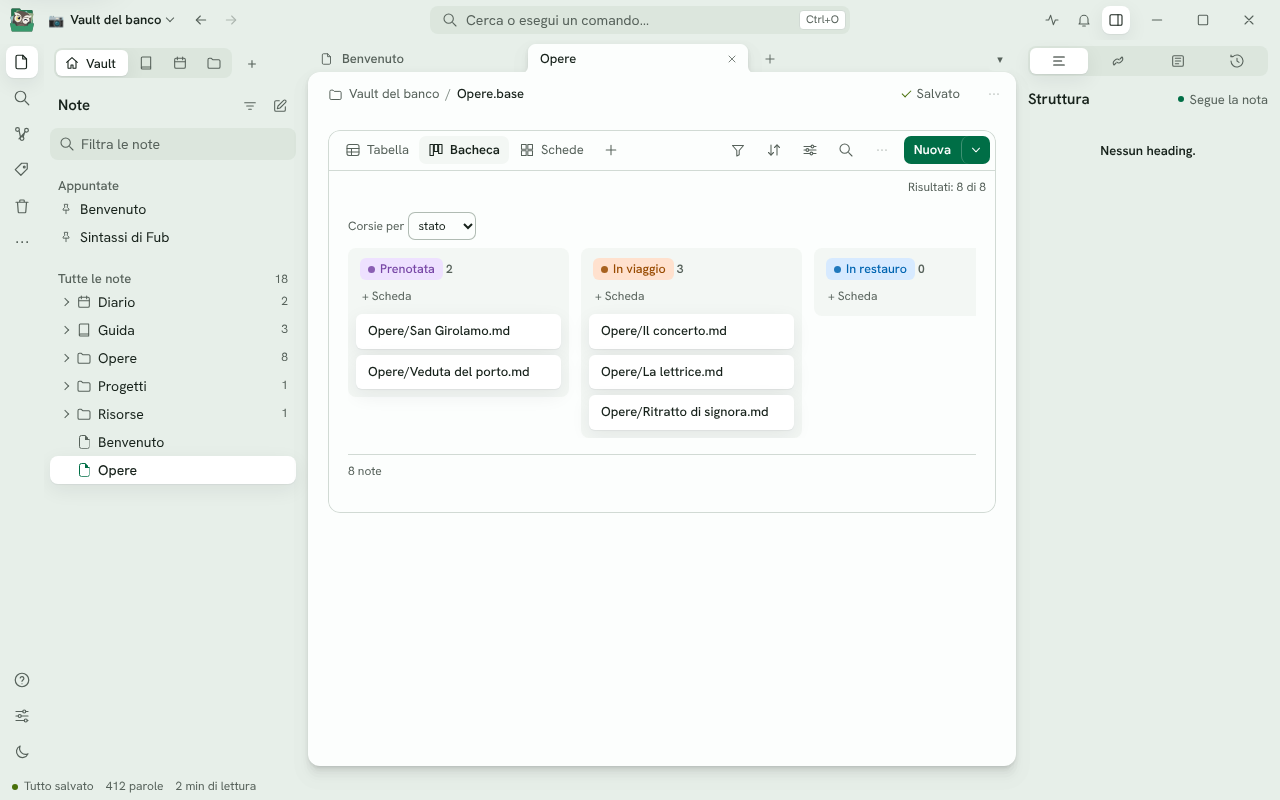 Vault del banco
Cerca o esegui un comando...
Ctrl+O
Vault
Benvenuto
Opere
Note
Vault del banco / Opere.base
Salvato
Struttura
Segue la nota
Filtra le note
Nessun heading.
Tabella
Bacheca
Schede
Nuova
Appuntate
Benvenuto
Sintassi di Fub
Risultati: 8 di 8
Corsie per
stato
Tutte le note 18
Diario 2
Guida 3
Opere 8
Progetti 1
Risorse 1
Benvenuto
Opere
Prenotata 2
+ Scheda
Opere/San Girolamo.md
Opere/Veduta del porto.md
In viaggio 3
+ Scheda
Opere/Il concerto.md
Opere/La lettrice.md
Opere/Ritratto di signora.md
In restauro 0
+ Scheda
8 note
Tutto salvato
412 parole
2 min di lettura